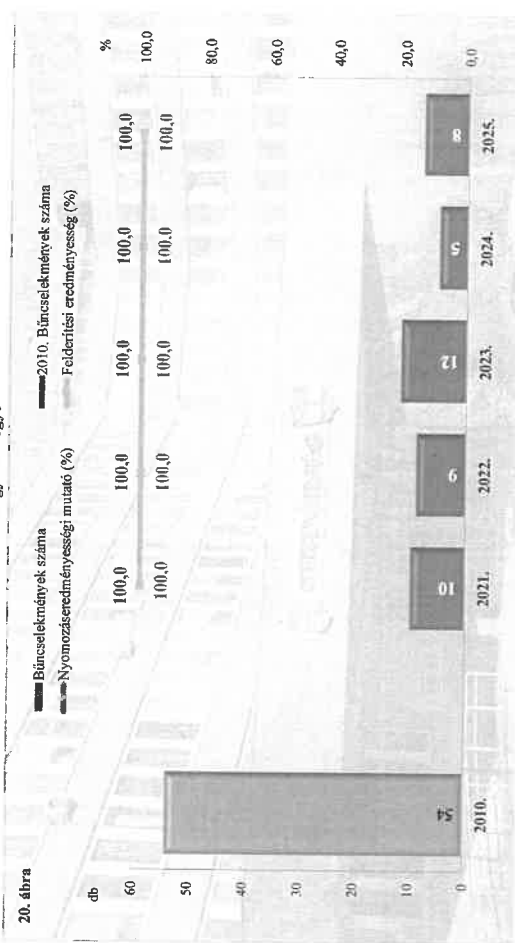 20. ábra
Bűncselekmények száma
2010. Bűncselekmények száma
Nyomozáseredményességi mutató (%)
Felderítési eredményesség (%)
db
%
60
50
40
30
20
10
0
100,0
80,0
60,0
40,0
20,0
0,0
100,0 100,0 100,0 100,0 100,0
100,0 100,0 100,0 100,0 100,0
54 10 9 12 5 8
2010. 2021. 2022. 2023. 2024. 2025.